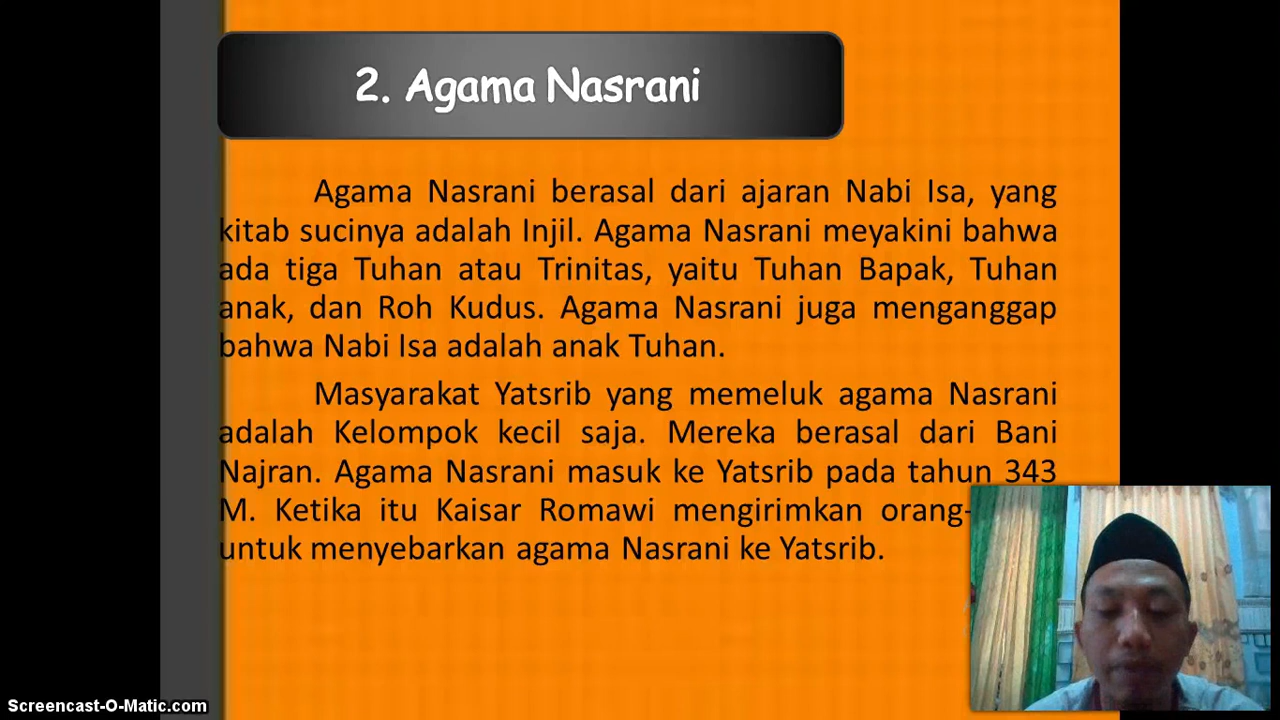 2. Agama Nasrani
Agama Nasrani berasal dari ajaran Nabi Isa, yang
kitab sucinya adalah Injil. Agama Nasrani meyakini bahwa
ada tiga Tuhan atau Trinitas, yaitu Tuhan Bapak, Tuhan
anak, dan Roh Kudus. Agama Nasrani juga menganggap
bahwa Nabi Isa adalah anak Tuhan.
Masyarakat Yatsrib yang memeluk agama Nasrani
adalah Kelompok kecil saja. Mereka berasal dari Bani
Najran. Agama Nasrani masuk ke Yatsrib pada tahun 343
M. Ketika itu Kaisar Romawi mengirimkan orang-
untuk menyebarkan agama Nasrani ke Yatsrib.
Screencast-O-Matic.com